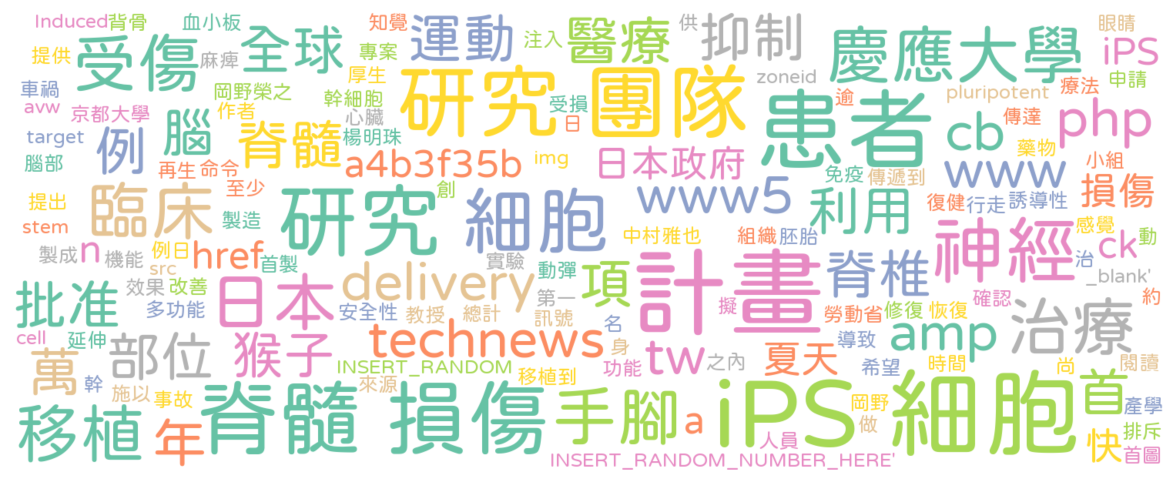 Induced 背骨 血小板 知覺 供 眼睛
受傷 全球 運動 注入 醫療 抑制 慶應大學 iPS
提供 麻痺 專案 zoneid 申請
車禍 岡野榮之 厚生 幹細胞 受損 逾 pluripotent 療法
avw 京都大學 作者 心臟 日 研究 團隊 患者 cb 傳達 php
target 例 腦 脊髓 楊明珠 藥物
腦部 再生 命令 a4b3f35b img 日本政府 免疫 傳遞到 www 小組
提出 至少 創 www5 復健 行走 誘導性 損傷
stem 臨床 製造 研究 細胞 利用 感覺
製成 n 機能 例日 href 首製 實驗 中村雅也 組織 胚胎 神經 ck 動
src 治 _blank'
批准 效果 改善 日本 delivery 動彈 項 計畫 脊椎 確認 約
多功能 安全性 第一 擬 勞動省 修復 恢復
cell 延伸 教授 總計 訊號 名 amp 治療
萬 部位 猴子 technews 身 tw 之內 夏天 導致
幹 INSERT_RANDOM 功能 希望 時間 尚 閱讀
施以 來源 移植到
移植 年 事故 脊髓 損傷 手腳 a iPS 細胞 岡野 首 產學
做 排斥
人員 快 首圖
INSERT_RANDOM_NUMBER_HERE'